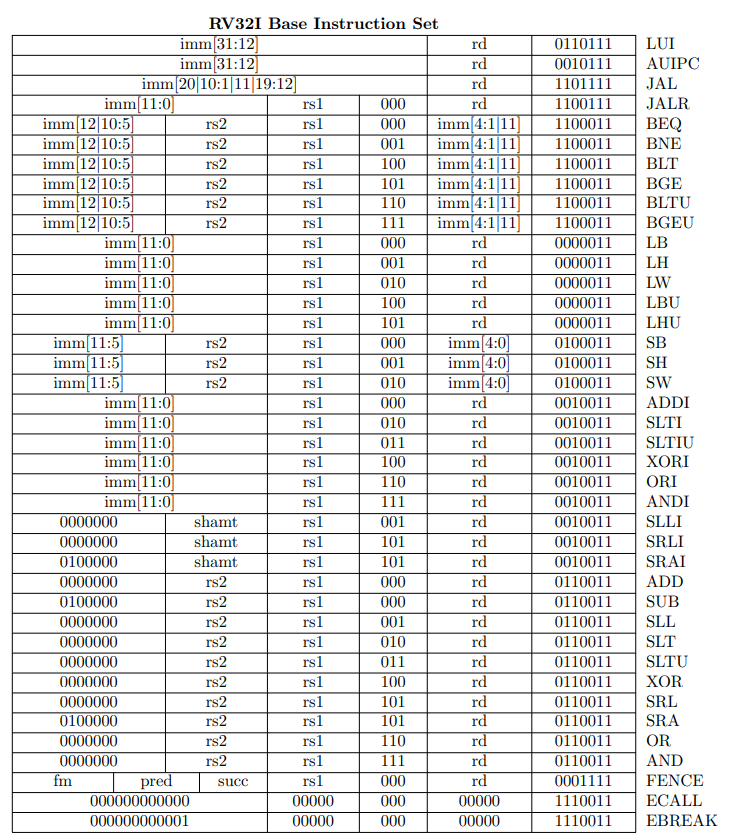 RV32I Base Instruction Set
imm[31:12] rd 0110111 LUI
imm[31:12] rd 0010111 AUIPC
imm[20|10:1|11|19:12] rd 1101111 JAL
imm[11:0] rs1 000 rd 1100111 JALR
imm[12|10:5] rs2 rs1 000 imm[4:1|11] 1100011 BEQ
imm[12|10:5] rs2 rs1 001 imm[4:1|11] 1100011 BNE
imm[12|10:5] rs2 rs1 100 imm[4:1|11] 1100011 BLT
imm[12|10:5] rs2 rs1 101 imm[4:1|11] 1100011 BGE
imm[12|10:5] rs2 rs1 110 imm[4:1|11] 1100011 BLTU
imm[12|10:5] rs2 rs1 111 imm[4:1|11] 1100011 BGEU
imm[11:0] rs1 000 rd 0000011 LB
imm[11:0] rs1 001 rd 0000011 LH
imm[11:0] rs1 010 rd 0000011 LW
imm[11:0] rs1 100 rd 0000011 LBU
imm[11:0] rs1 101 rd 0000011 LHU
imm[11:5] rs2 rs1 000 imm[4:0] 0100011 SB
imm[11:5] rs2 rs1 001 imm[4:0] 0100011 SH
imm[11:5] rs2 rs1 010 imm[4:0] 0100011 SW
imm[11:0] rs1 000 rd 0010011 ADDI
imm[11:0] rs1 010 rd 0010011 SLTI
imm[11:0] rs1 011 rd 0010011 SLTIU
imm[11:0] rs1 100 rd 0010011 XORI
imm[11:0] rs1 110 rd 0010011 ORI
imm[11:0] rs1 111 rd 0010011 ANDI
0000000 shamt rs1 001 rd 0010011 SLLI
0000000 shamt rs1 101 rd 0010011 SRLI
0100000 shamt rs1 101 rd 0010011 SRAI
0000000 rs2 rs1 000 rd 0110011 ADD
0100000 rs2 rs1 000 rd 0110011 SUB
0000000 rs2 rs1 001 rd 0110011 SLL
0000000 rs2 rs1 010 rd 0110011 SLT
0000000 rs2 rs1 011 rd 0110011 SLTU
0000000 rs2 rs1 100 rd 0110011 XOR
0000000 rs2 rs1 101 rd 0110011 SRL
0100000 rs2 rs1 101 rd 0110011 SRA
0000000 rs2 rs1 110 rd 0110011 OR
0000000 rs2 rs1 111 rd 0110011 AND
fm pred succ rs1 000 rd 0001111 FENCE
000000000000 00000 000 00000 1110011 ECALL
000000000001 00000 000 00000 1110011 EBREAK